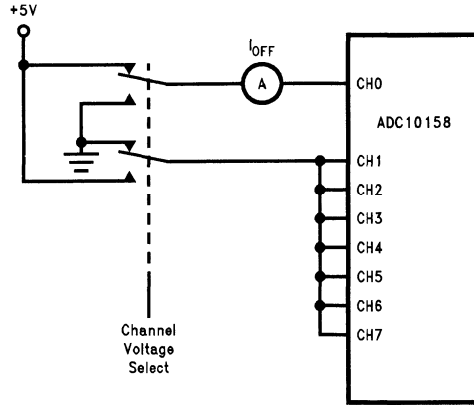 +5V
IOFF
A
CH0
ADC10158
CH1
CH2
CH3
CH4
CH5
CH6
CH7
Channel
Voltage
Select